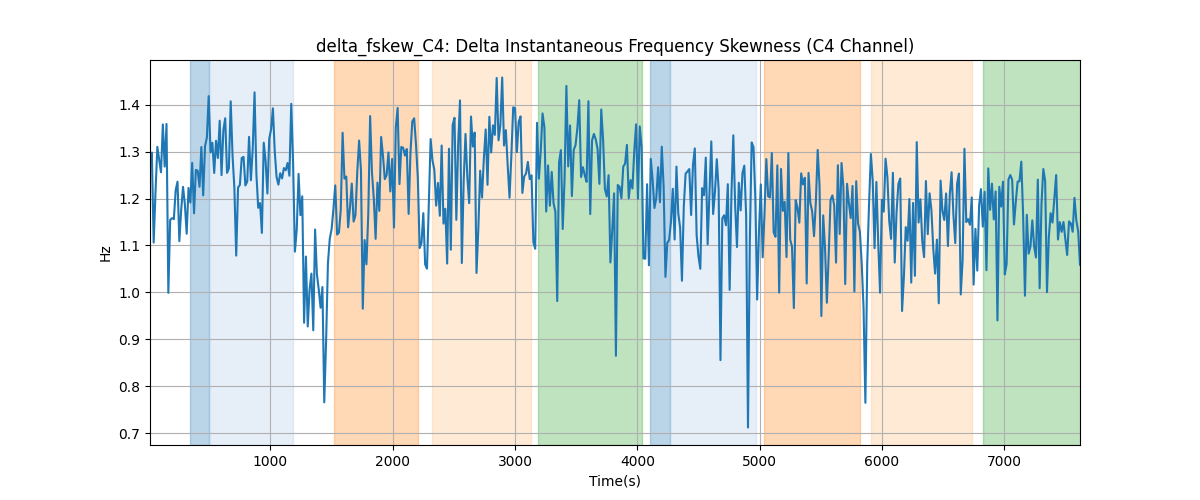 delta_fskew_C4: Delta Instantaneous Frequency Skewness (C4 Channel)
1.4
1.3
1.2
1.1
1.0
0.9
0.8
0.7
Hz
1000 2000 3000 4000 5000 6000 7000
Time(s)